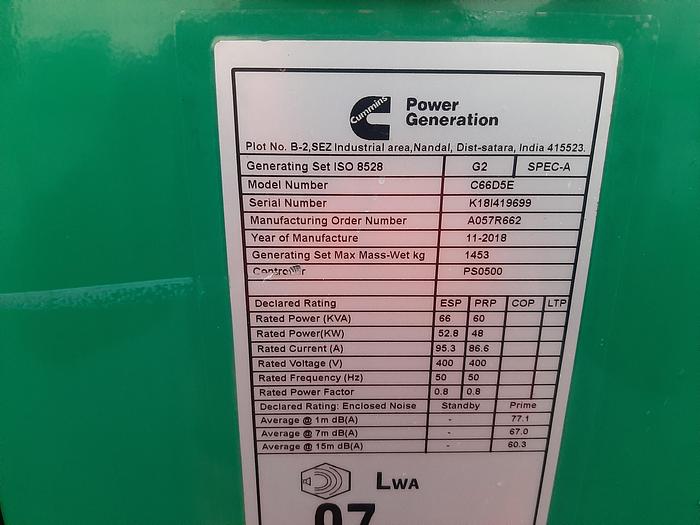 Cummins
Power
Generation
Plot No. B-2,SEZ Industrial area,Nandal, Dist-satara, India 415523.
Generating Set ISO 8528 G2 SPEC-A
Model Number C66D5E
Serial Number K18I419699
Manufacturing Order Number A057R662
Year of Manufacture 11-2018
Generating Set Max Mass-Wet kg 1453
Controller PS0500
Declared Rating ESP PRP COP LTP
Rated Power (KVA) 66 60
Rated Power(KW) 52.8 48
Rated Current (A) 95.3 86.6
Rated Voltage (V) 400 400
Rated Frequency (Hz) 50 50
Rated Power Factor 0.8 0.8
Declared Rating: Enclosed Noise Standby Prime
Average @ 1m dB(A) - 77.1
Average @ 7m dB(A) - 67.0
Average @ 15m dB(A) - 60.3
LWA
97